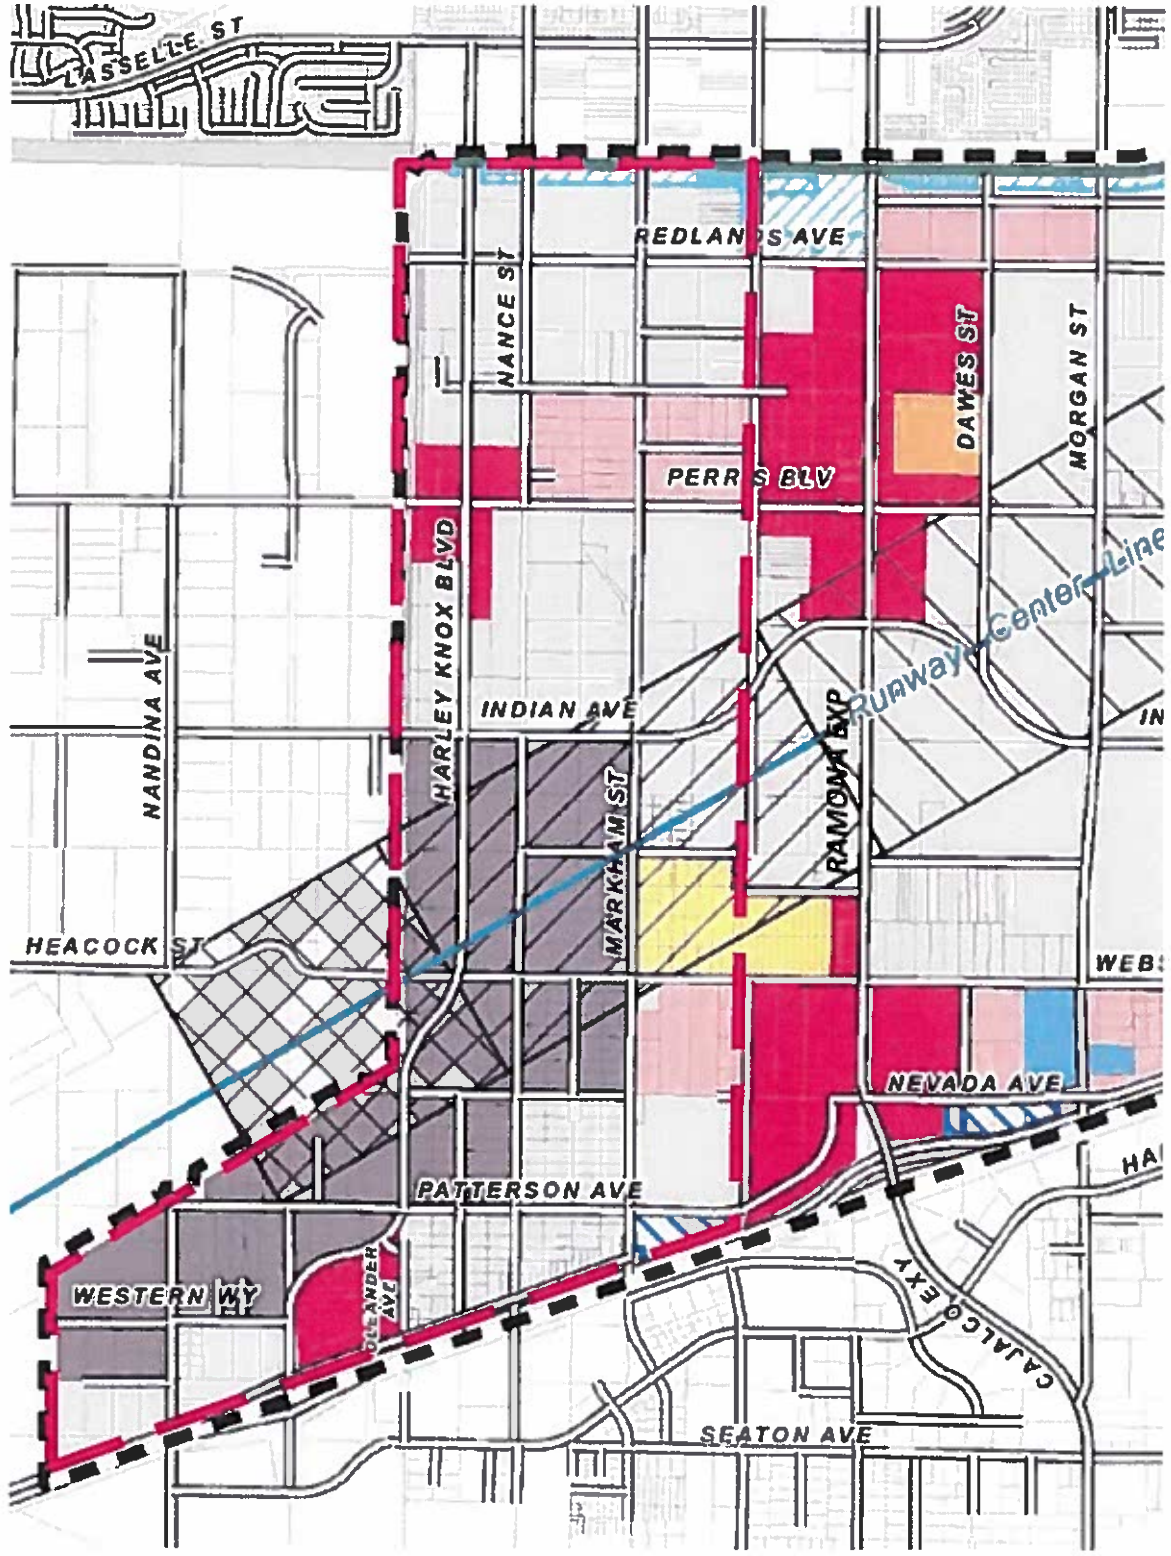 LASSELLE ST
REDLANDS AVE
NANCE ST
DAWES ST
MORGAN ST
PERRIS BLV
HARLEY KNOX BLVD
Runway Center Line
NANDINA AVE
INDIAN AVE
IN
RAMONA EXP
MARKHAM ST
HEACOCK ST
WEBS
NEVADA AVE
HAR
PATTERSON AVE
WESTERN WY
OLEANDER
AVE
CAJALCO EXY
SEATON AVE